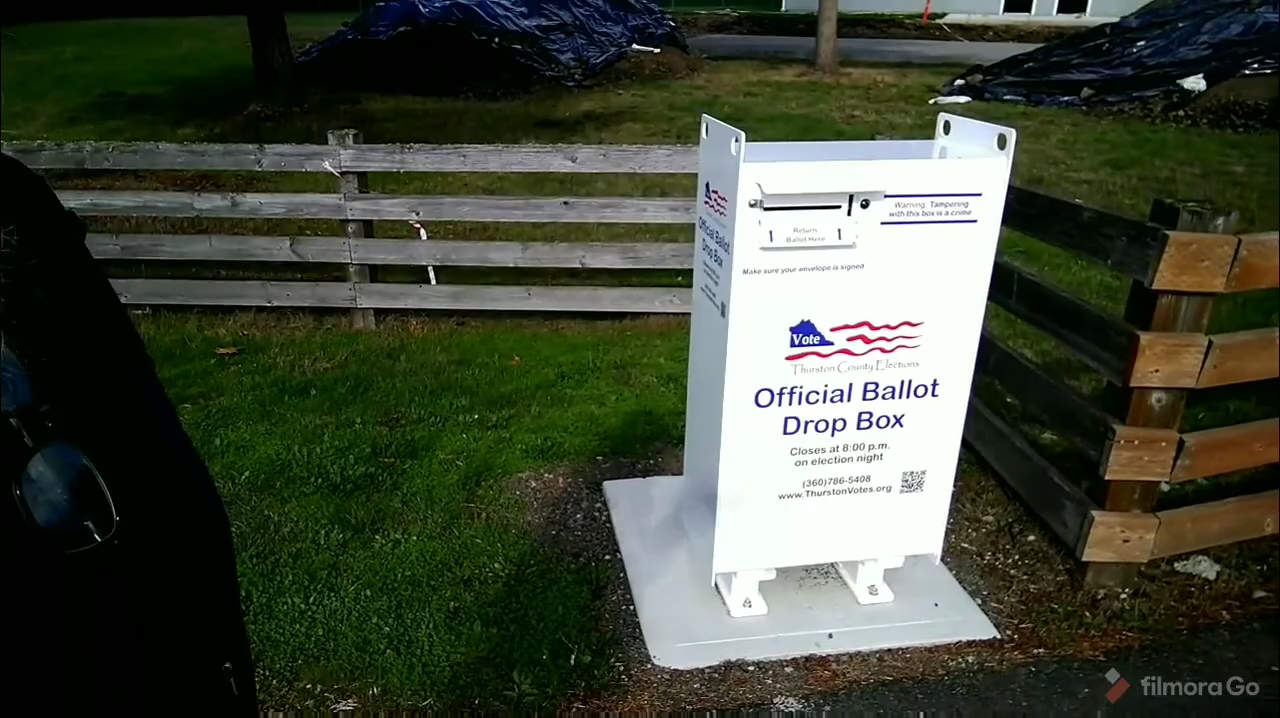 Warning: Tampering
with this box is a crime
Return
Ballot Here
Make sure your envelope is signed
Vote
Thurston County Elections
Official Ballot
Drop Box
Closes at 8:00 p.m.
on election night
(360)786-5408
www.ThurstonVotes.org
Official Ballot
Drop Box
filmora Go